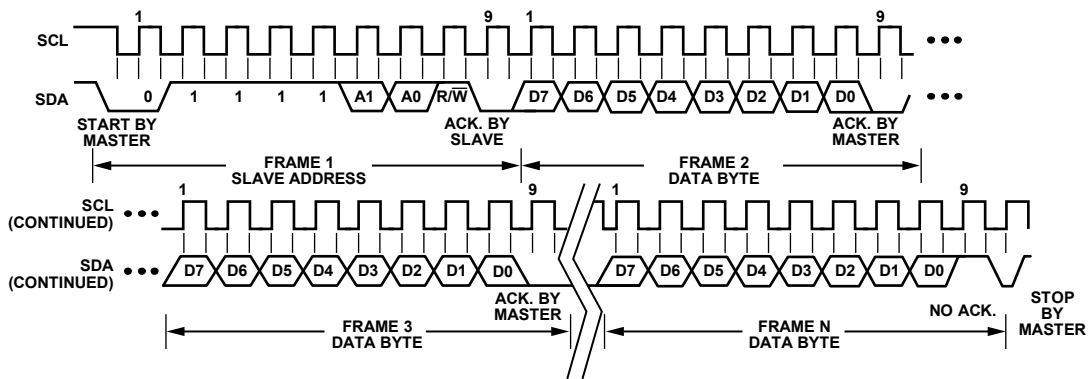 1 9 1 9
SCL
SDA 0 1 1 1 1 A1 A0 R/W̅ D7 D6 D5 D4 D3 D2 D1 D0
START BY MASTER
ACK. BY SLAVE
ACK. BY MASTER
FRAME 1
SLAVE ADDRESS
FRAME 2
DATA BYTE
1 9 1 9
SCL
(CONTINUED)
SDA
(CONTINUED)
D7 D6 D5 D4 D3 D2 D1 D0 D7 D6 D5 D4 D3 D2 D1 D0
ACK. BY
MASTER
NO ACK.
STOP
BY
MASTER
FRAME 3
DATA BYTE
FRAME N
DATA BYTE